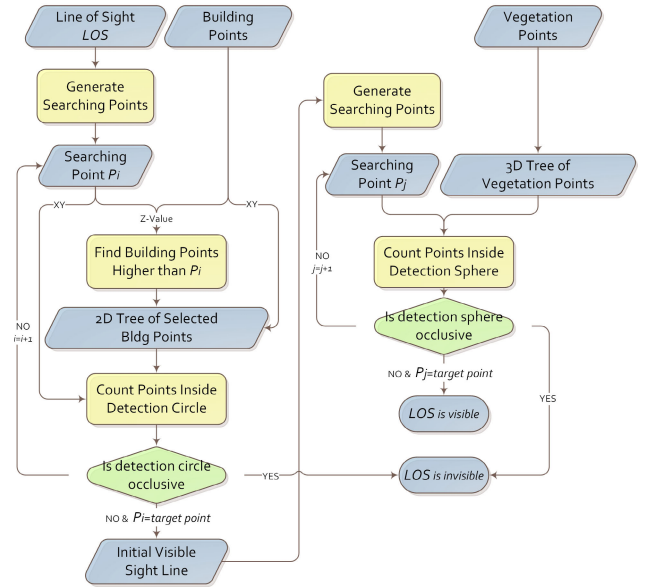 Line of Sight
LOS
Building
Points
Vegetation
Points
Generate
Searching Points
Generate
Searching Points
Searching
Point Pi
Searching
Point Pj
3D Tree of
Vegetation Points
XY
XY
Z-Value
Find Building Points
Higher than Pi
Count Points Inside
Detection Sphere
NO
j=j+1
2D Tree of Selected
Bldg Points
Is detection sphere
occlusive
NO
i=i+1
NO & Pj=target point
Count Points Inside
Detection Circle
YES
LOS is visible
Is detection circle
occlusive
YES
LOS is invisible
NO & Pi=target point
Initial Visible
Sight Line